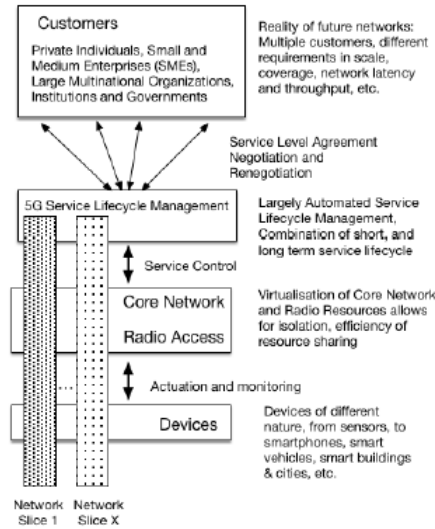 Customers
Private Individuals, Small and
Medium Enterprises (SMEs),
Large Multinational Organizations,
Institutions and Governments
Reality of future networks:
Multiple customers, different
requirements in scale,
coverage, network latency
and throughput, etc.
Service Level Agreement
Negotiation and
Renegotiation
5G Service Lifecycle Management
Largely Automated Service
Lifecycle Management,
Combination of short, and
long term service lifecycle
Service Control
Core Network
Radio Access
Virtualisation of Core Network
and Radio Resources allows
for isolation, efficiency of
resource sharing
...
Actuation and monitoring
Devices
Devices of different
nature, from sensors, to
smartphones, smart
vehicles, smart buildings
& cities, etc.
Network
Slice 1
Network
Slice X